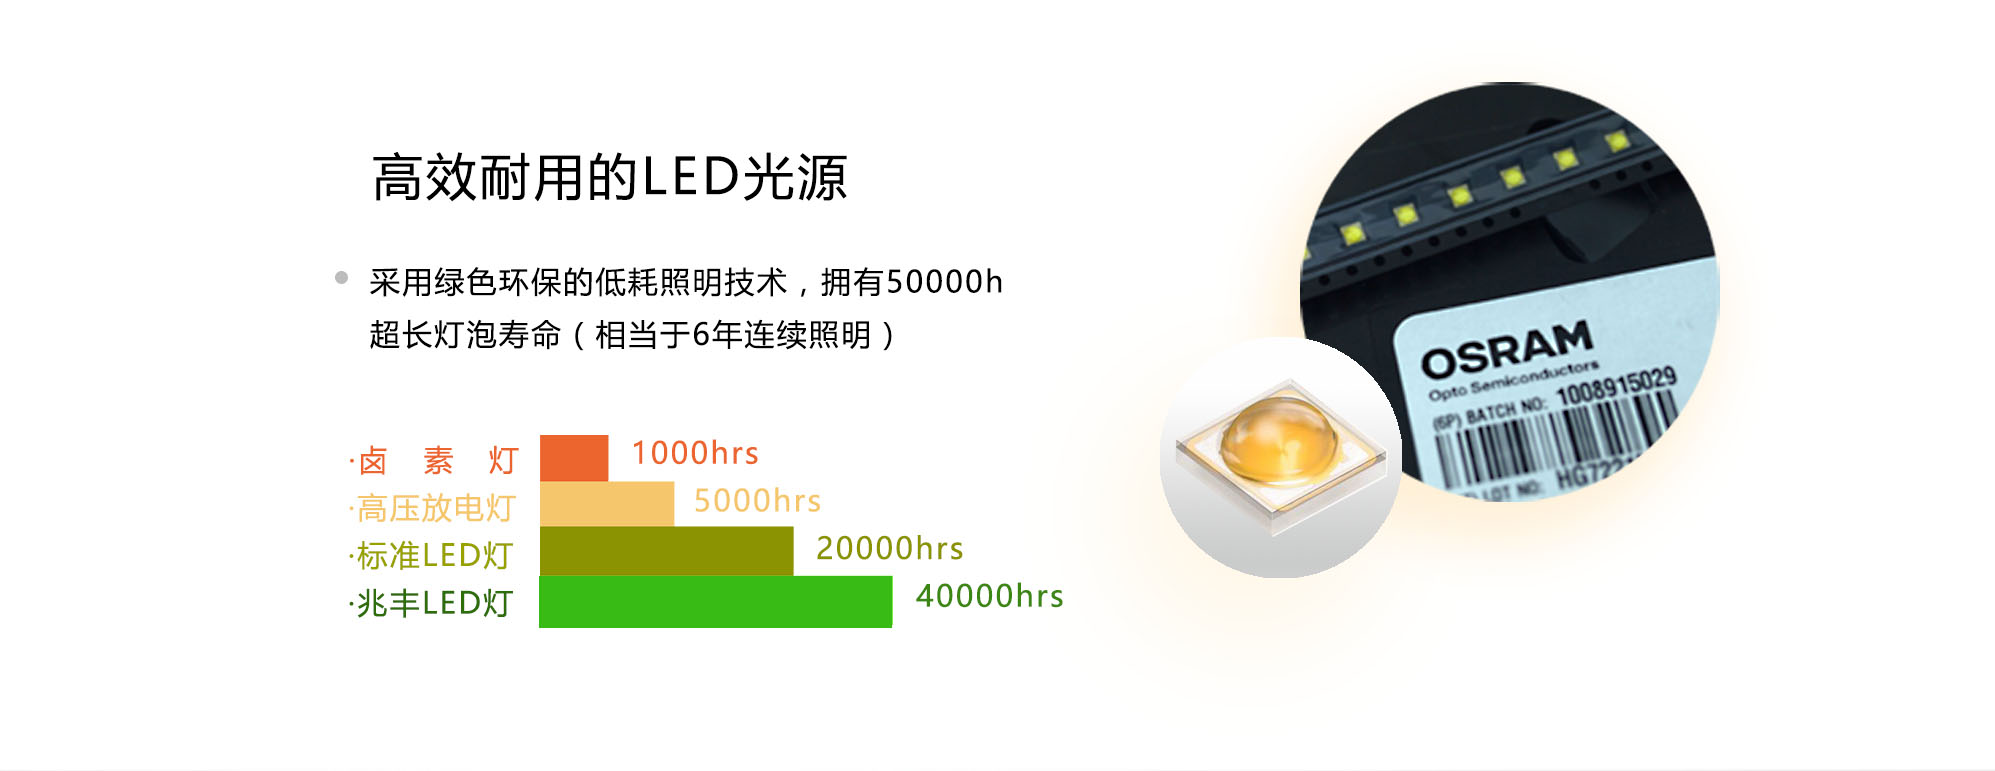 高效耐用的LED光源
采用绿色环保的低耗照明技术，拥有50000h
超长灯泡寿命（相当于6年连续照明）
·卤 素 灯 1000hrs
·高压放电灯 5000hrs
·标准LED灯 20000hrs
·兆丰LED灯 40000hrs
OSRAM
Opto Semiconductors
(6P) BATCH NO: 1008915029
LOT NO: HG722